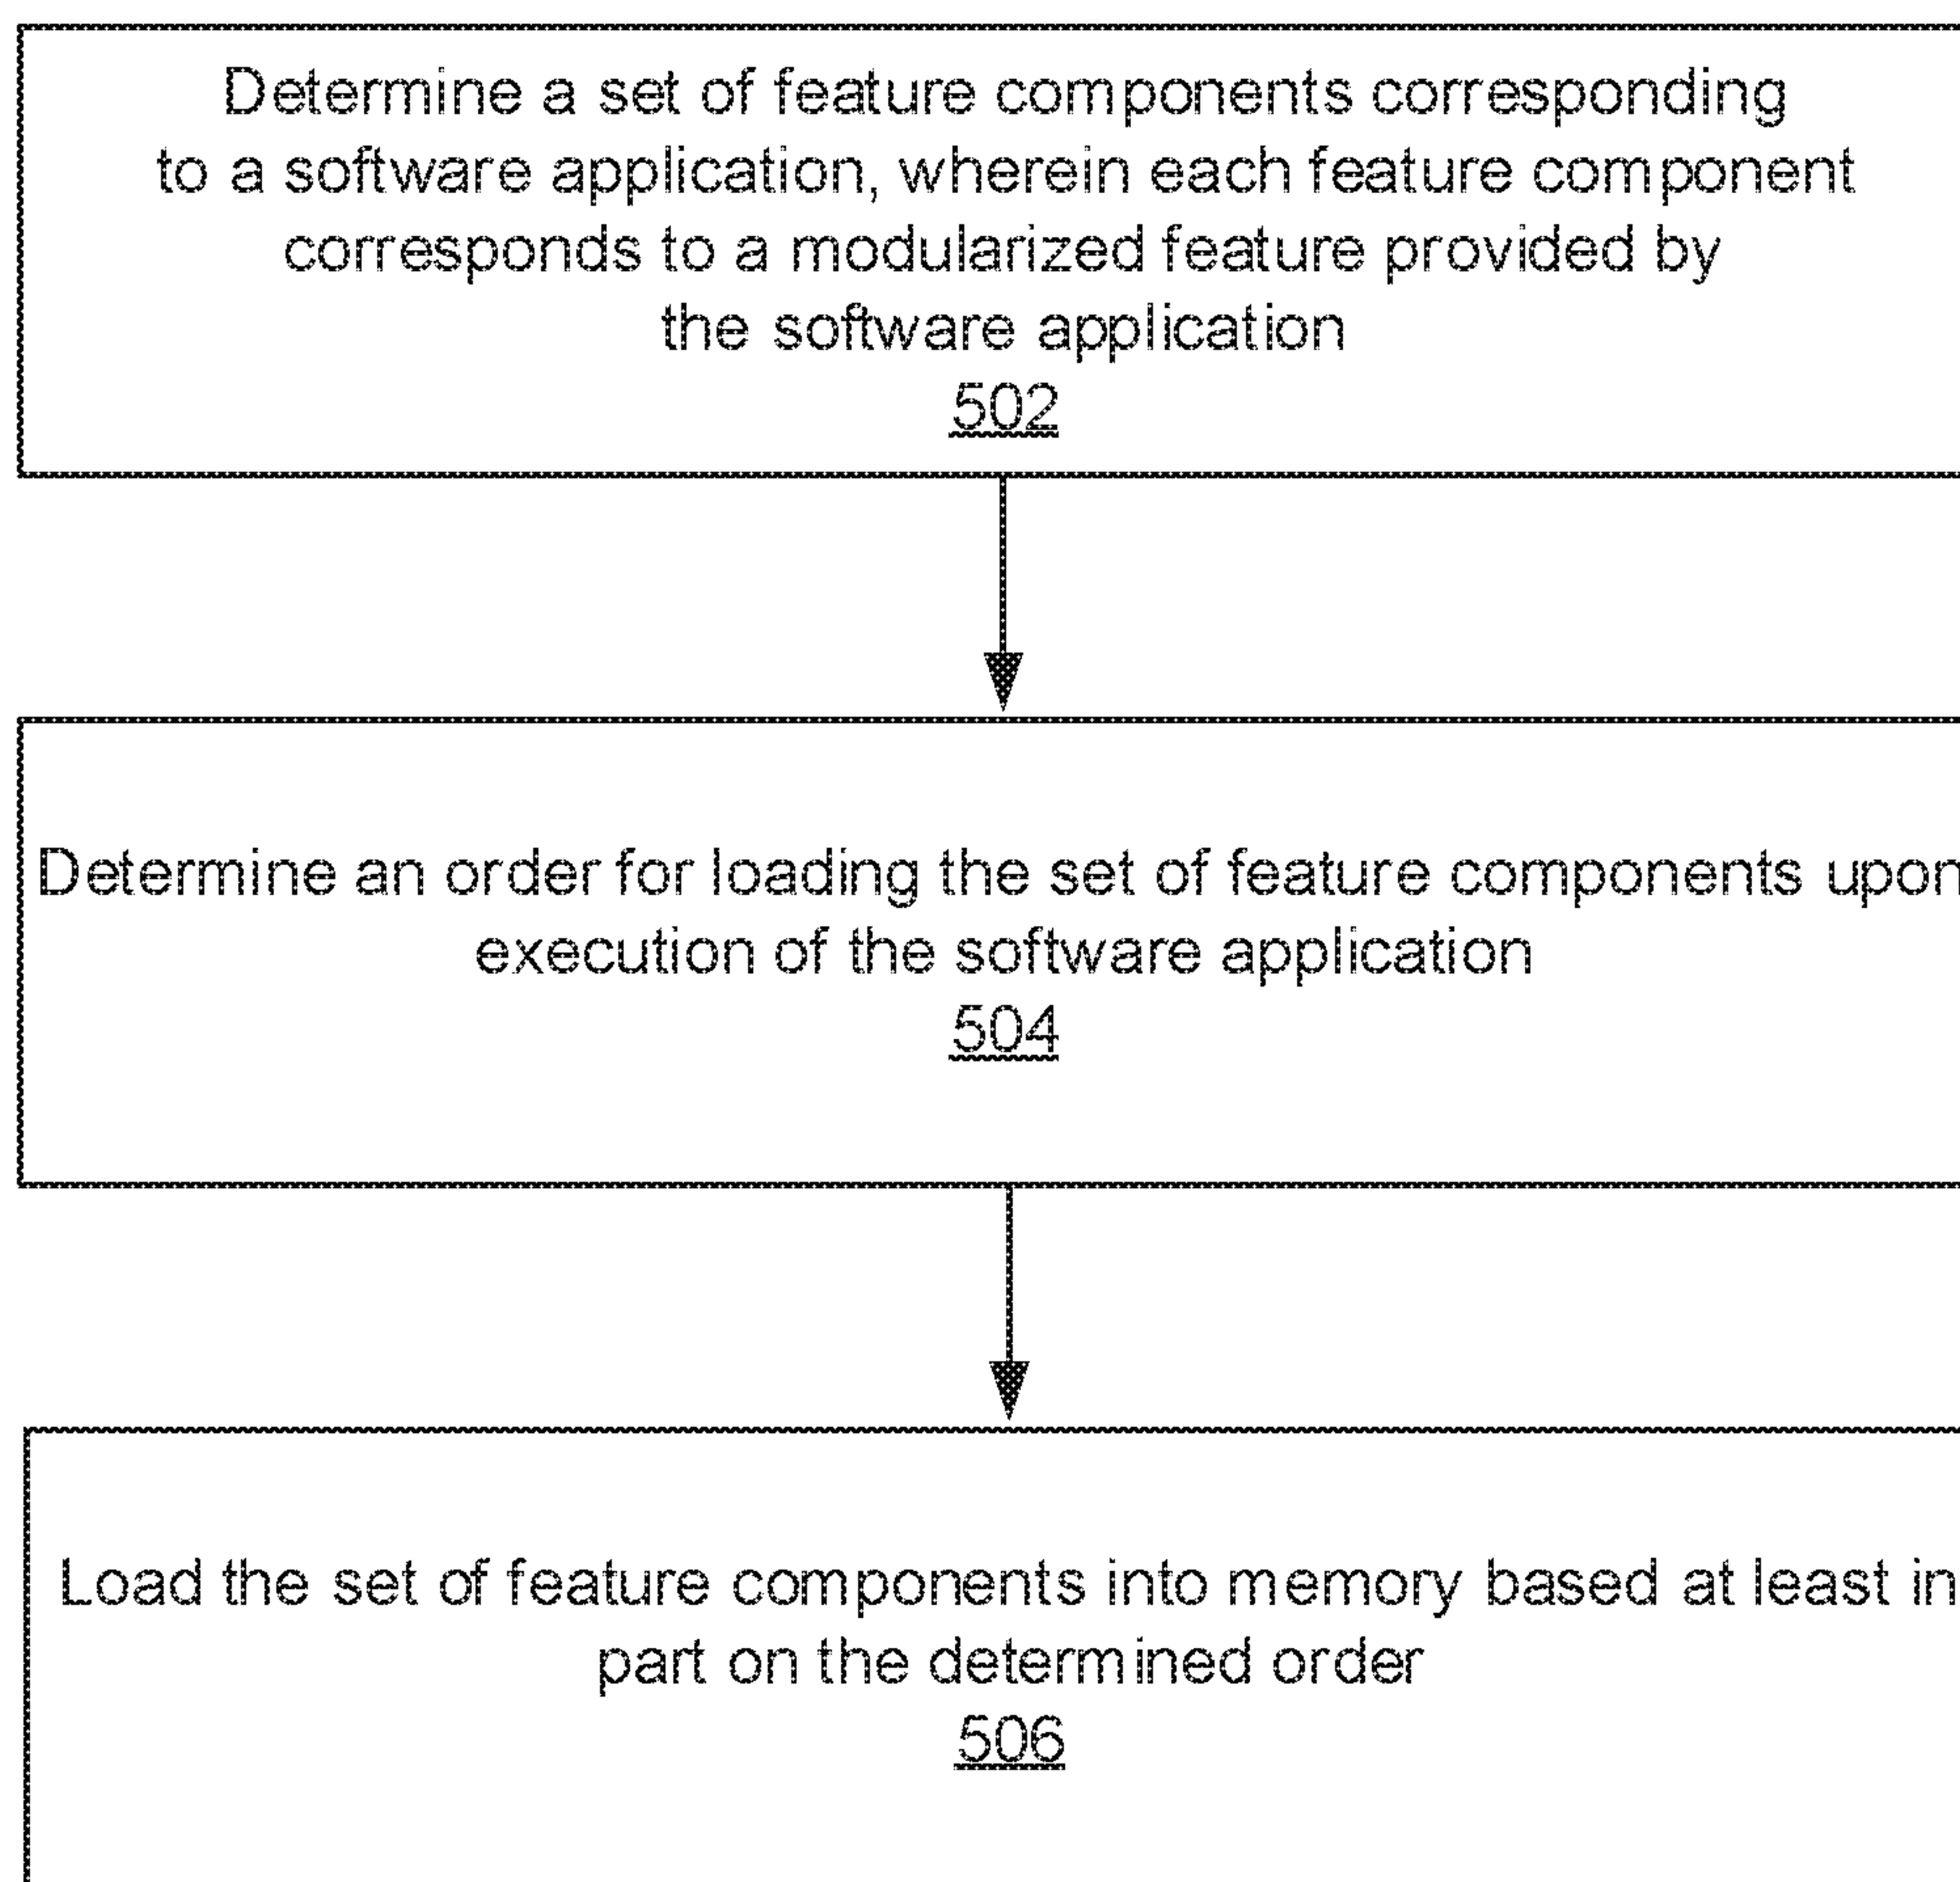 Determine a set of feature components corresponding
to a software application, wherein each feature component
corresponds to a modularized feature provided by
the software application
502
Determine an order for loading the set of feature components upon
execution of the software application
504
Load the set of feature components into memory based at least in
part on the determined order
506